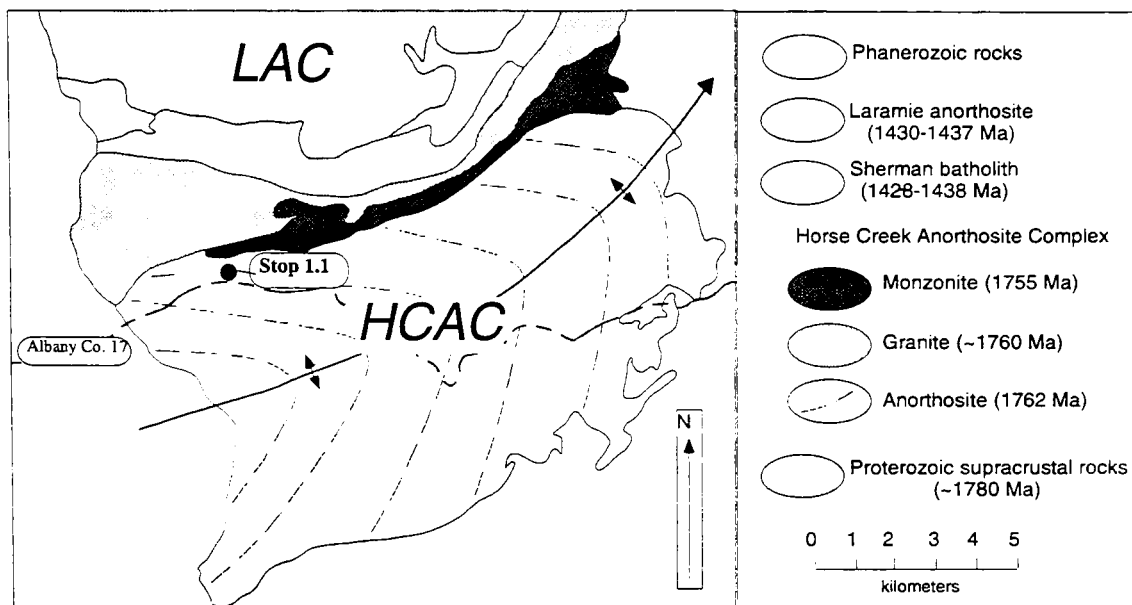 LAC
Stop 1.1
HCAC
Albany Co. 17
N
Phanerozoic rocks
Laramie anorthosite
(1430-1437 Ma)
Sherman batholith
(1428-1438 Ma)
Horse Creek Anorthosite Complex
Monzonite (1755 Ma)
Granite (~1760 Ma)
Anorthosite (1762 Ma)
Proterozoic supracrustal rocks
(~1780 Ma)
0 1 2 3 4 5
kilometers